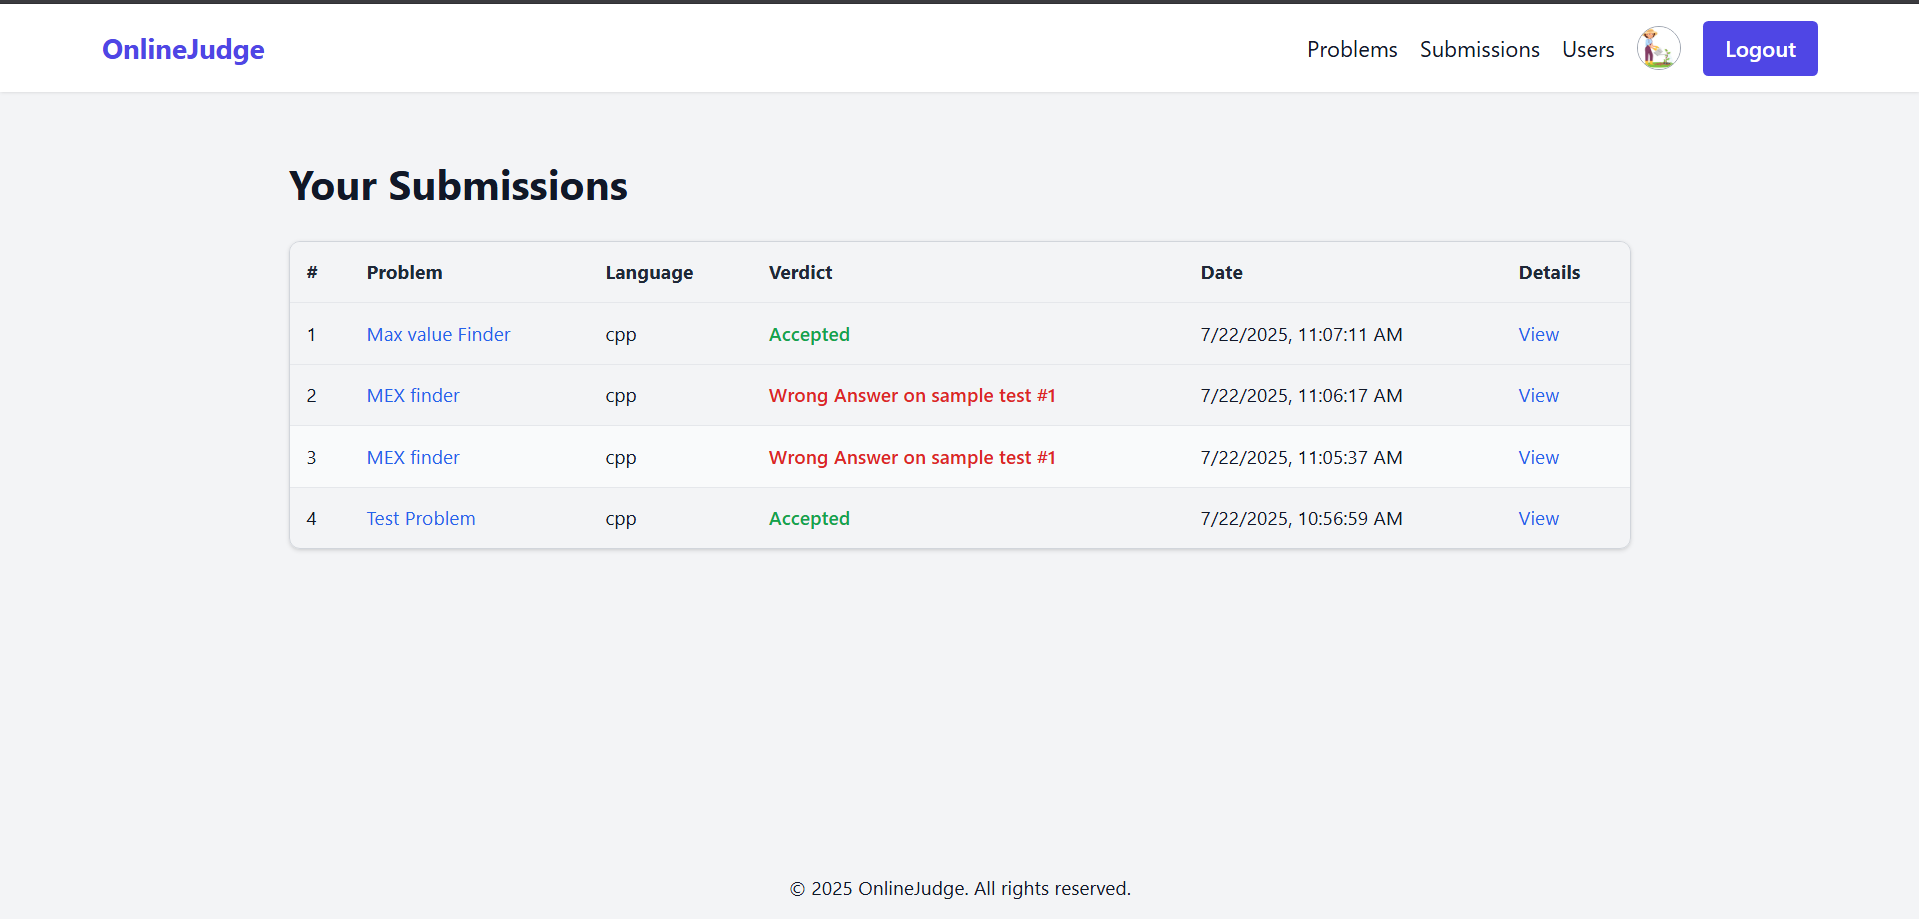 OnlineJudge Problems Submissions Users Logout
Your Submissions
# Problem Language Verdict Date Details
1 Max value Finder cpp Accepted 7/22/2025, 11:07:11 AM View
2 MEX finder cpp Wrong Answer on sample test #1 7/22/2025, 11:06:17 AM View
3 MEX finder cpp Wrong Answer on sample test #1 7/22/2025, 11:05:37 AM View
4 Test Problem cpp Accepted 7/22/2025, 10:56:59 AM View
© 2025 OnlineJudge. All rights reserved.